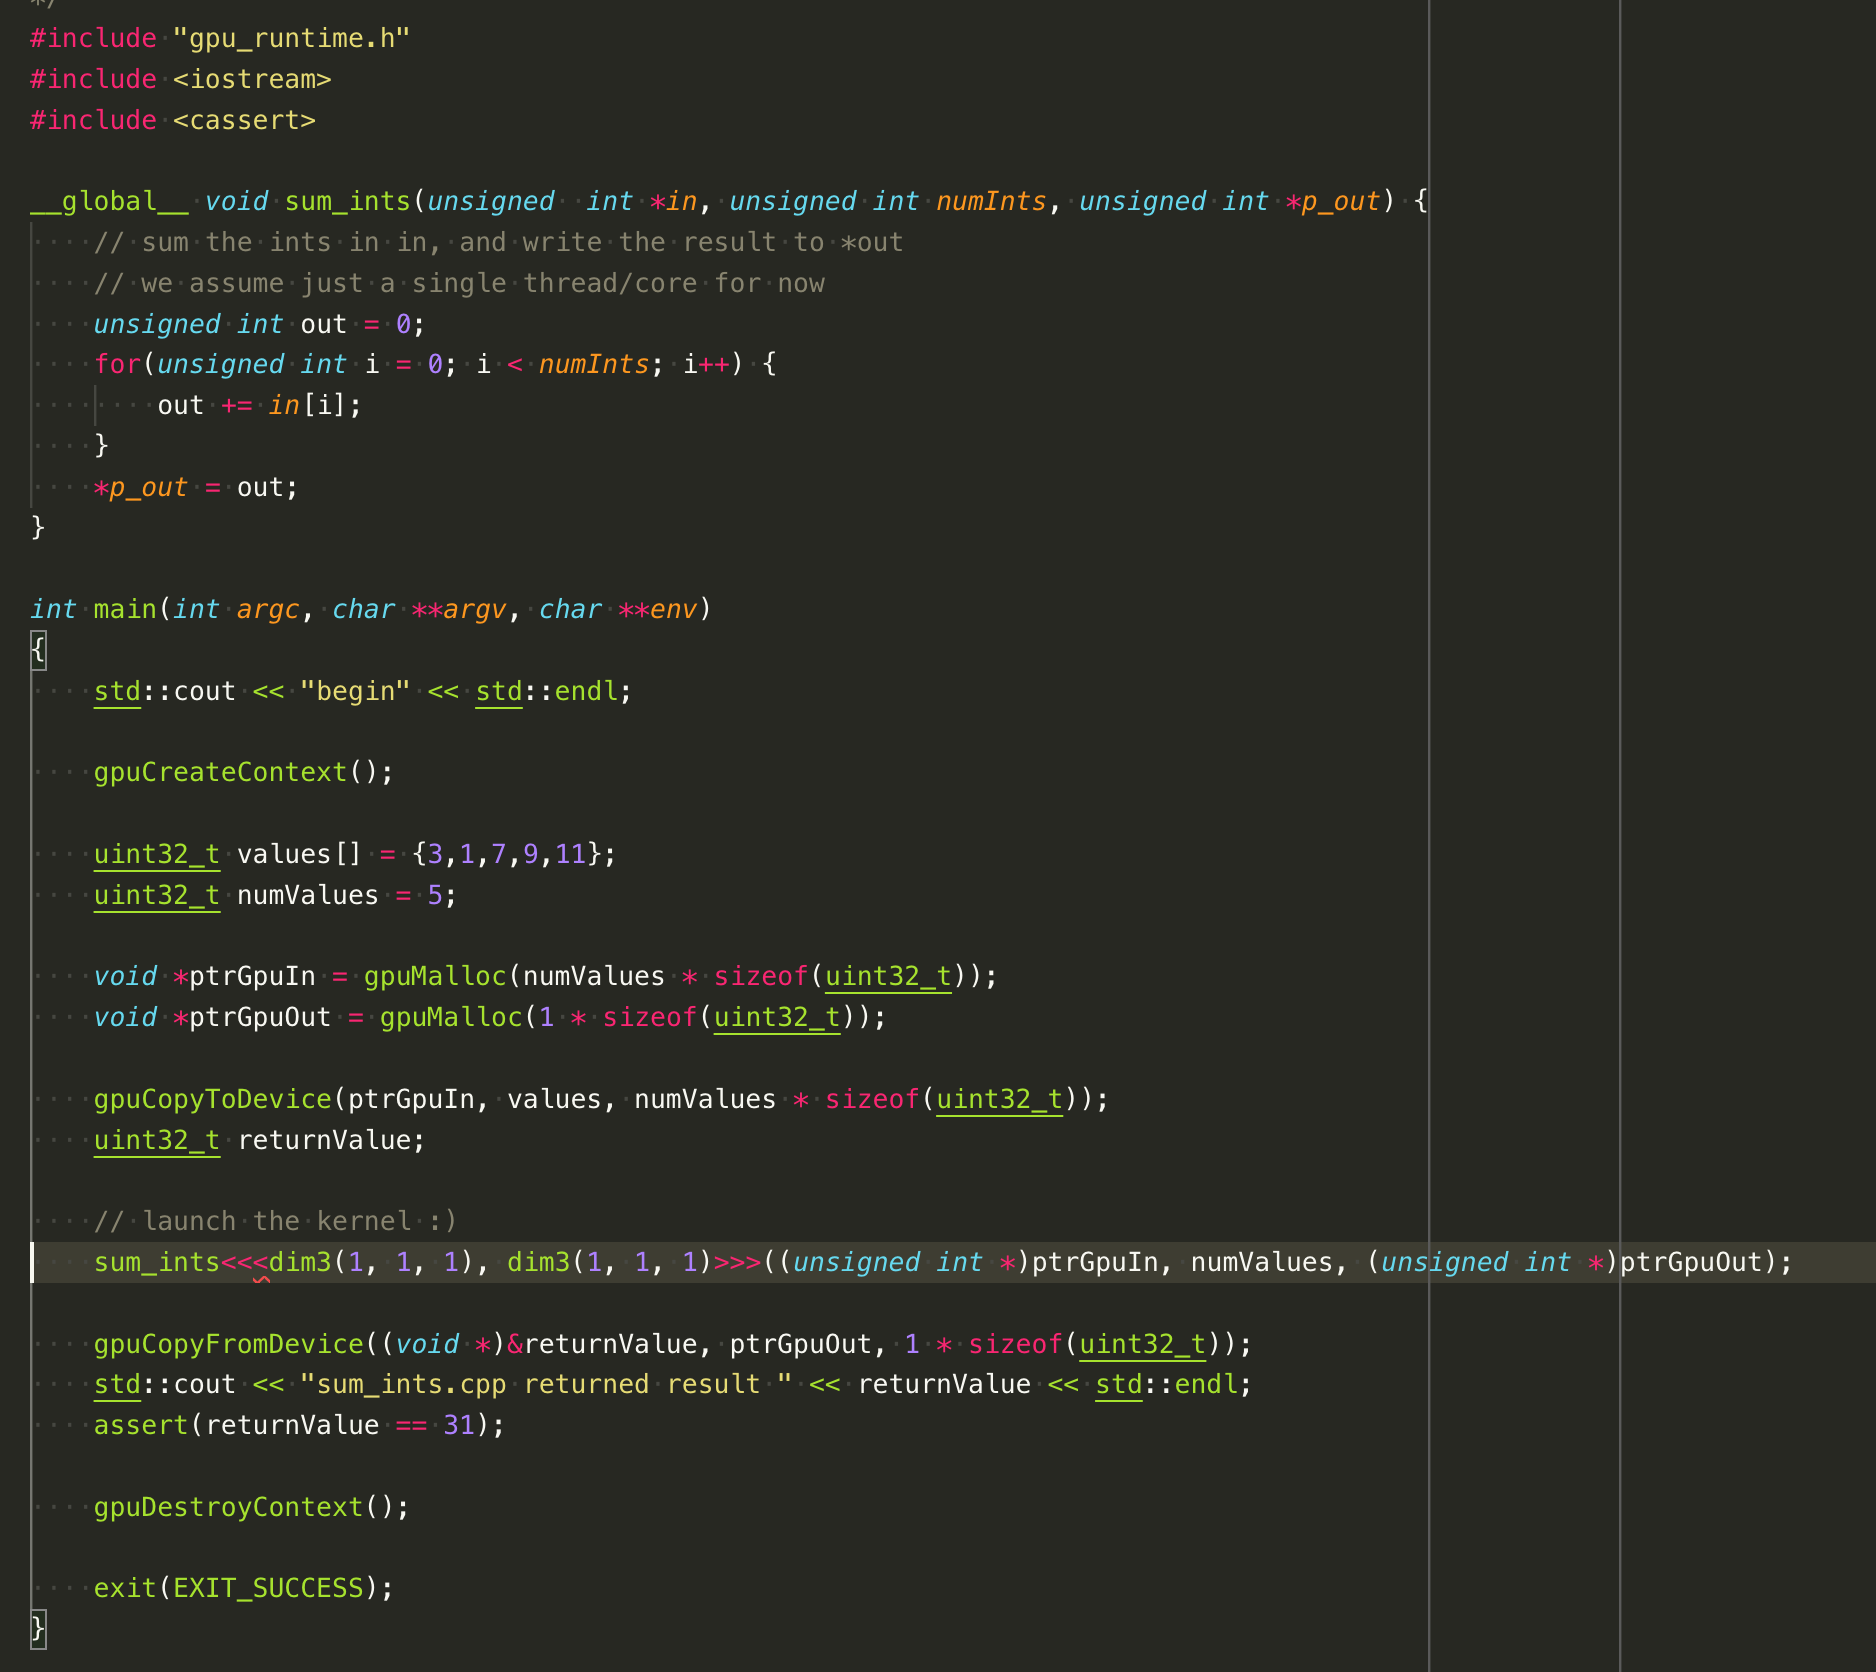 */
#include "gpu_runtime.h"
#include <iostream>
#include <cassert>
__global__ void sum_ints(unsigned  int *in, unsigned int numInts, unsigned int *p_out) {
    // sum the ints in in, and write the result to *out
    // we assume just a single thread/core for now
    unsigned int out = 0;
    for(unsigned int i = 0; i < numInts; i++) {
        out += in[i];
    }
    *p_out = out;
}
int main(int argc, char **argv, char **env)
{
    std::cout << "begin" << std::endl;
    gpuCreateContext();
    uint32_t values[] = {3,1,7,9,11};
    uint32_t numValues = 5;
    void *ptrGpuIn = gpuMalloc(numValues * sizeof(uint32_t));
    void *ptrGpuOut = gpuMalloc(1 * sizeof(uint32_t));
    gpuCopyToDevice(ptrGpuIn, values, numValues * sizeof(uint32_t));
    uint32_t returnValue;
    // launch the kernel :)
    sum_ints<<<dim3(1, 1, 1), dim3(1, 1, 1)>>>((unsigned int *)ptrGpuIn, numValues, (unsigned int *)ptrGpuOut);
    gpuCopyFromDevice((void *)&returnValue, ptrGpuOut, 1 * sizeof(uint32_t));
    std::cout << "sum_ints.cpp returned result " << returnValue << std::endl;
    assert(returnValue == 31);
    gpuDestroyContext();
    exit(EXIT_SUCCESS);
}